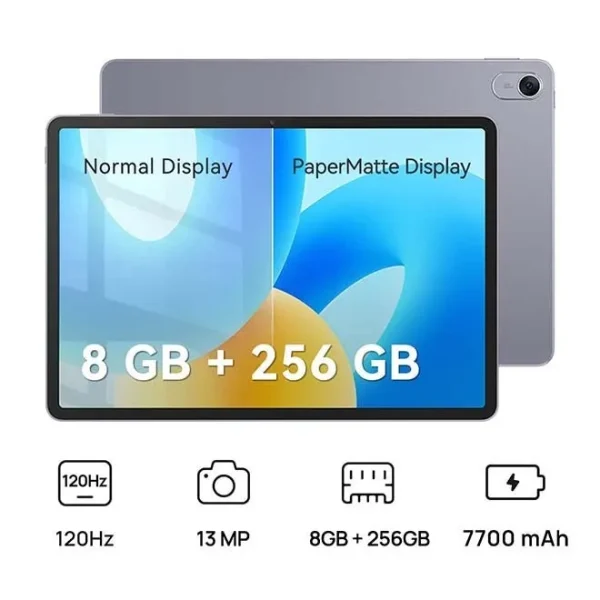 Normal Display
PaperMatte Display
8 GB + 256 GB
120Hz
120Hz
13 MP
8GB + 256GB
7700 mAh